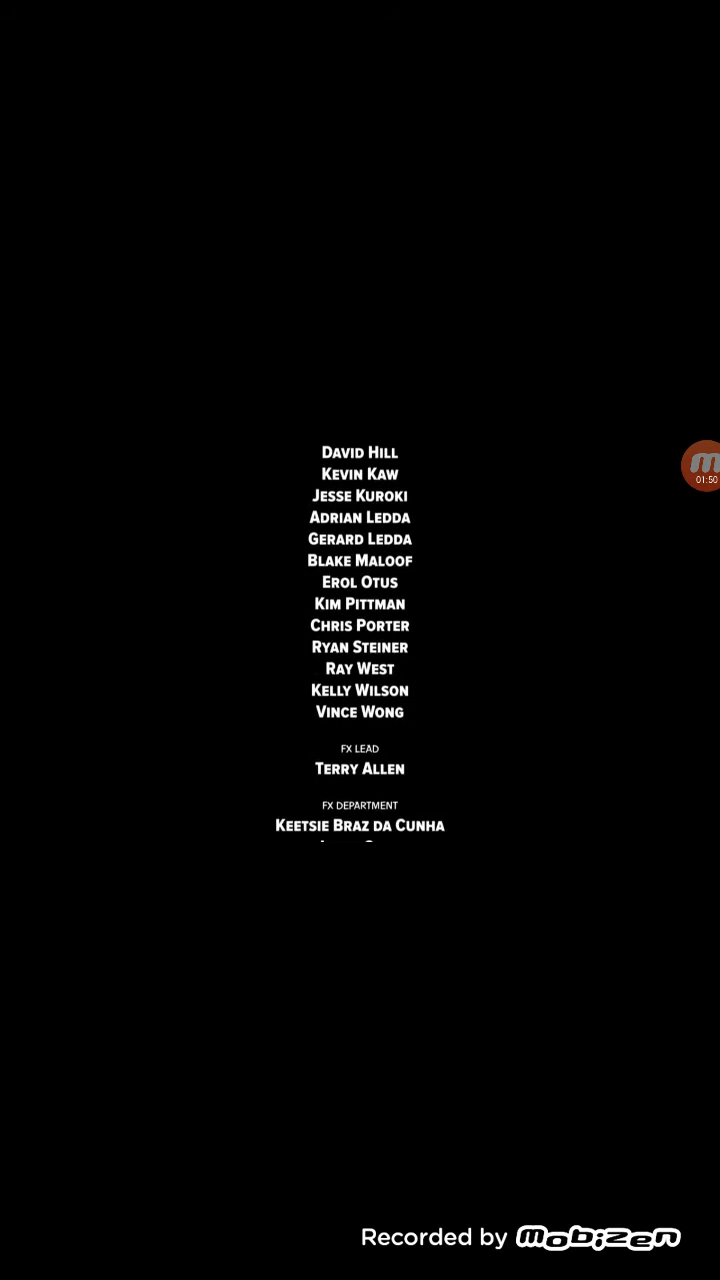 DAVID HILL
KEVIN KAW
JESSE KUROKI
ADRIAN LEDDA
GERARD LEDDA
BLAKE MALOOF
EROL OTUS
KIM PITTMAN
CHRIS PORTER
RYAN STEINER
RAY WEST
KELLY WILSON
VINCE WONG
FX LEAD
TERRY ALLEN
FX DEPARTMENT
KEETSIE BRAZ DA CUNHA
01:50
Recorded by mobizen